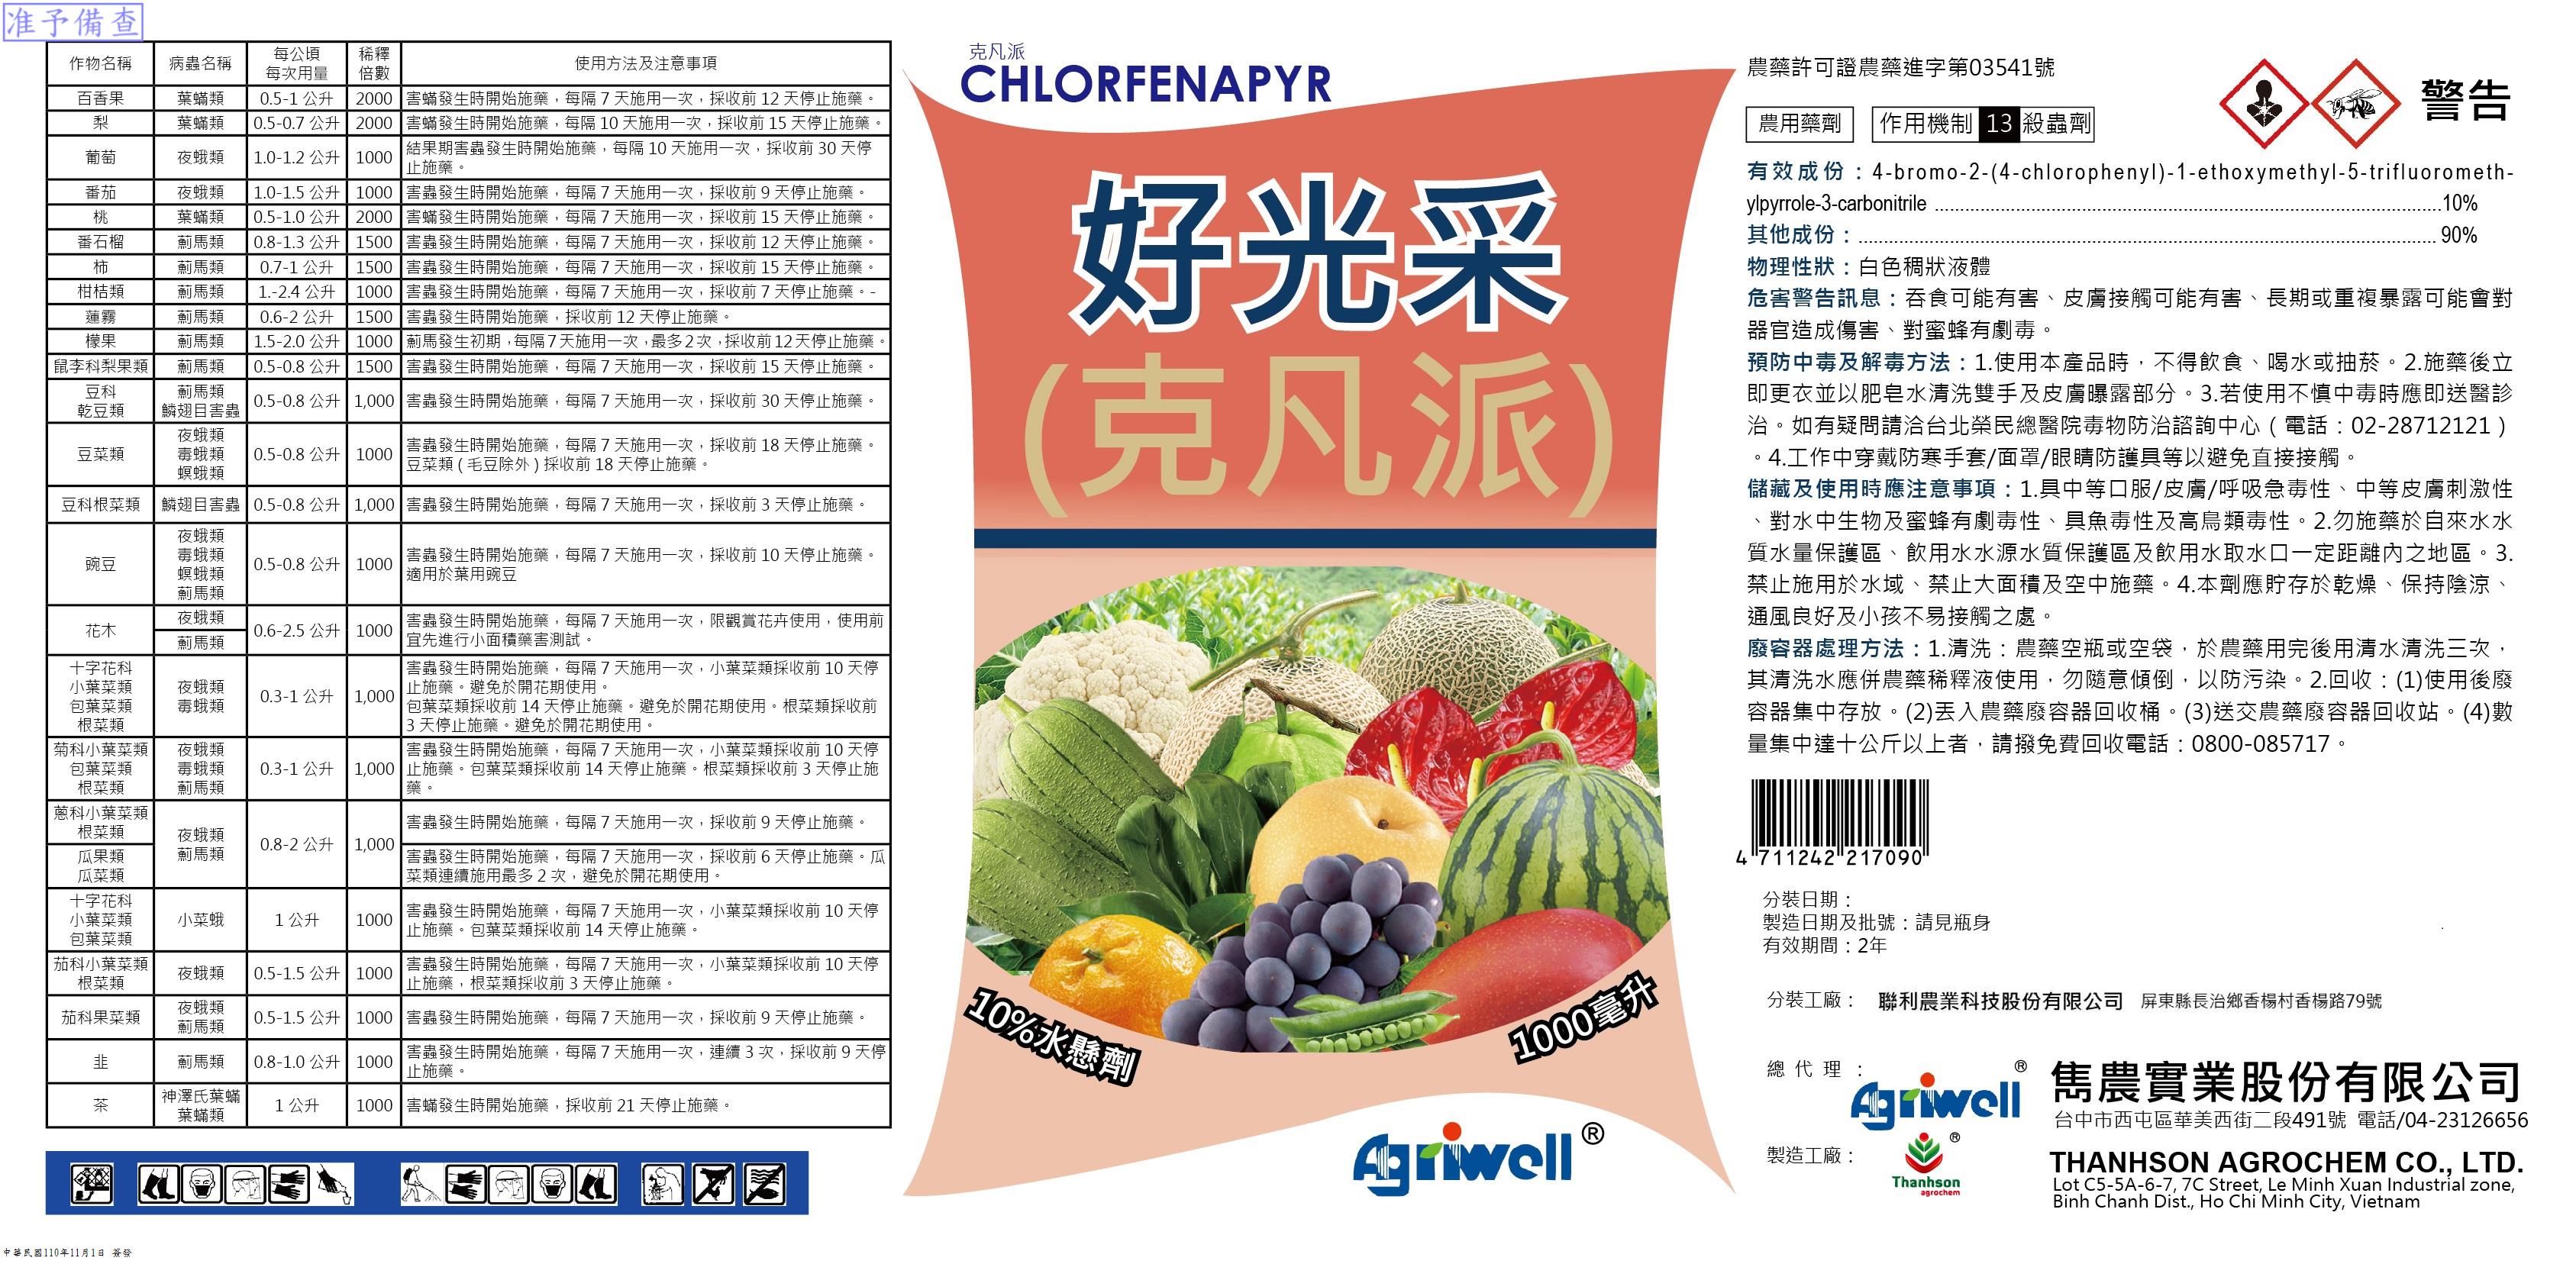 准予備查
作物名稱 病蟲名稱 每公頃每次用量 稀釋倍數 使用方法及注意事項
百香果 葉蟎類 0.5-1 公升 2000 害蟎發生時開始施藥，每隔 7 天施用一次，採收前 12 天停止施藥。
梨 葉蟎類 0.5-0.7 公升 2000 害蟎發生時開始施藥，每隔 10 天施用一次，採收前 15 天停止施藥。
葡萄 夜蛾類 1.0-1.2 公升 1000 結果期害蟲發生時開始施藥，每隔 10 天施用一次，採收前 30 天停
止施藥。
番茄 夜蛾類 1.0-1.5 公升 1000 害蟲發生時開始施藥，每隔 7 天施用一次，採收前 9 天停止施藥。
桃 葉蟎類 0.5-1.0 公升 2000 害蟎發生時開始施藥，每隔 7 天施用一次，採收前 15 天停止施藥。
番石榴 薊馬類 0.8-1.3 公升 1500 害蟲發生時開始施藥，每隔 7 天施用一次，採收前 12 天停止施藥。
柿 薊馬類 0.7-1 公升 1500 害蟲發生時開始施藥，每隔 7 天施用一次，採收前 15 天停止施藥。
柑桔類 薊馬類 1.-2.4 公升 1000 害蟲發生時開始施藥，每隔 7 天施用一次，採收前 7 天停止施藥。-
蓮霧 薊馬類 0.6-2 公升 1500 害蟲發生時開始施藥，採收前 12 天停止施藥。
檬果 薊馬類 1.5-2.0 公升 1000 薊馬發生初期，每隔7天施用一次，最多2次，採收前12天停止施藥。
鼠李科梨果類 薊馬類 0.5-0.8 公升 1500 害蟲發生時開始施藥，每隔 7 天施用一次，採收前 15 天停止施藥。
豆科
乾豆類
薊馬類
鱗翅目害蟲
0.5-0.8 公升 1,000 害蟲發生時開始施藥，每隔 7 天施用一次，採收前 30 天停止施藥。
豆菜類
夜蛾類
毒蛾類
螟蛾類
0.5-0.8 公升 1000 害蟲發生時開始施藥，每隔 7 天施用一次，採收前 18 天停止施藥。
豆菜類 ( 毛豆除外 ) 採收前 18 天停止施藥。
豆科根菜類 鱗翅目害蟲 0.5-0.8 公升 1,000 害蟲發生時開始施藥，每隔 7 天施用一次，採收前 3 天停止施藥。
豌豆
夜蛾類
毒蛾類
螟蛾類
薊馬類
0.5-0.8 公升 1000 害蟲發生時開始施藥，每隔 7 天施用一次，採收前 10 天停止施藥。
適用於葉用豌豆
花木
夜蛾類
薊馬類
0.6-2.5 公升 1000 害蟲發生時開始施藥，每隔 7 天施用一次，限觀賞花卉使用，使用前
宜先進行小面積藥害測試。
十字花科
小葉菜類
包葉菜類
根菜類
夜蛾類
毒蛾類
0.3-1 公升 1,000 害蟲發生時開始施藥，每隔 7 天施用一次，小葉菜類採收前 10 天停
止施藥。避免於開花期使用。
包葉菜類採收前 14 天停止施藥。避免於開花期使用。根菜類採收前
3 天停止施藥。避免於開花期使用。
菊科小葉菜類
包葉菜類
根菜類
夜蛾類
毒蛾類
薊馬類
0.3-1 公升 1,000 害蟲發生時開始施藥，每隔 7 天施用一次，小葉菜類採收前 10 天停
止施藥。包葉菜類採收前 14 天停止施藥。根菜類採收前 3 天停止施
藥。
蔥科小葉菜類
根菜類
夜蛾類
薊馬類
0.8-2 公升 1,000 害蟲發生時開始施藥，每隔 7 天施用一次，採收前 9 天停止施藥。
瓜果類
瓜菜類
害蟲發生時開始施藥，每隔 7 天施用一次，採收前 6 天停止施藥。瓜
菜類連續施用最多 2 次，避免於開花期使用。
十字花科
小葉菜類
包葉菜類
小菜蛾 1 公升 1000 害蟲發生時開始施藥，每隔 7 天施用一次，小葉菜類採收前 10 天停
止施藥。包葉菜類採收前 14 天停止施藥。
茄科小葉菜類
根菜類
夜蛾類 0.5-1.5 公升 1000 害蟲發生時開始施藥，每隔 7 天施用一次，小葉菜類採收前 10 天停
止施藥，根菜類採收前 3 天停止施藥。
茄科果菜類
夜蛾類
薊馬類
0.5-1.5 公升 1000 害蟲發生時開始施藥，每隔 7 天施用一次，採收前 9 天停止施藥。
韭 薊馬類 0.8-1.0 公升 1000 害蟲發生時開始施藥，每隔 7 天施用一次，連續 3 次，採收前 9 天停
止施藥。
茶
神澤氏葉蟎
葉蟎類
1 公升 1000 害蟎發生時開始施藥，採收前 21 天停止施藥。
中華民國110年11月1日 簽發
克凡派
CHLORFENAPYR
好光采
(克凡派)
10%水懸劑
1000毫升
Agriwell®
農藥許可證農藥進字第03541號
農用藥劑 作用機制 13 殺蟲劑
警告
有效成份：4-bromo-2-(4-chlorophenyl)-1-ethoxymethyl-5-trifluorometh-
ylpyrrole-3-carbonitrile ........10%
其他成份：........ 90%
物理性狀：白色稠狀液體
危害警告訊息：吞食可能有害、皮膚接觸可能有害、長期或重複暴露可能會對
器官造成傷害、對蜜蜂有劇毒。
預防中毒及解毒方法：1.使用本產品時，不得飲食、喝水或抽菸。2.施藥後立
即更衣並以肥皂水清洗雙手及皮膚曝露部分。3.若使用不慎中毒時應即送醫診
治。如有疑問請洽台北榮民總醫院毒物防治諮詢中心（電話：02-28712121）
。4.工作中穿戴防寒手套/面罩/眼睛防護具等以避免直接接觸。
儲藏及使用時應注意事項：1.具中等口服/皮膚/呼吸急毒性、中等皮膚刺激性
、對水中生物及蜜蜂有劇毒性、具魚毒性及高鳥類毒性。2.勿施藥於自來水水
質水量保護區、飲用水水源水質保護區及飲用水取水口一定距離內之地區。3.
禁止施用於水域、禁止大面積及空中施藥。4.本劑應貯存於乾燥、保持陰涼、
通風良好及小孩不易接觸之處。
廢容器處理方法：1.清洗：農藥空瓶或空袋，於農藥用完後用清水清洗三次，
其清洗水應併農藥稀釋液使用，勿隨意傾倒，以防污染。2.回收：(1)使用後廢
容器集中存放。(2)丟入農藥廢容器回收桶。(3)送交農藥廢容器回收站。(4)數
量集中達十公斤以上者，請撥免費回收電話：0800-085717。
4 711242 217090
分裝日期：
製造日期及批號：請見瓶身
有效期間：2年
分裝工廠： 聯利農業科技股份有限公司 屏東縣長治鄉香楊村香楊路79號
總代理： Agriwell® 雋農實業股份有限公司
台中市西屯區華美西街二段491號 電話/04-23126656
製造工廠： Thanhson agrochem® THANHSON AGROCHEM CO., LTD.
Lot C5-5A-6-7, 7C Street, Le Minh Xuan Industrial zone,
Binh Chanh Dist., Ho Chi Minh City, Vietnam